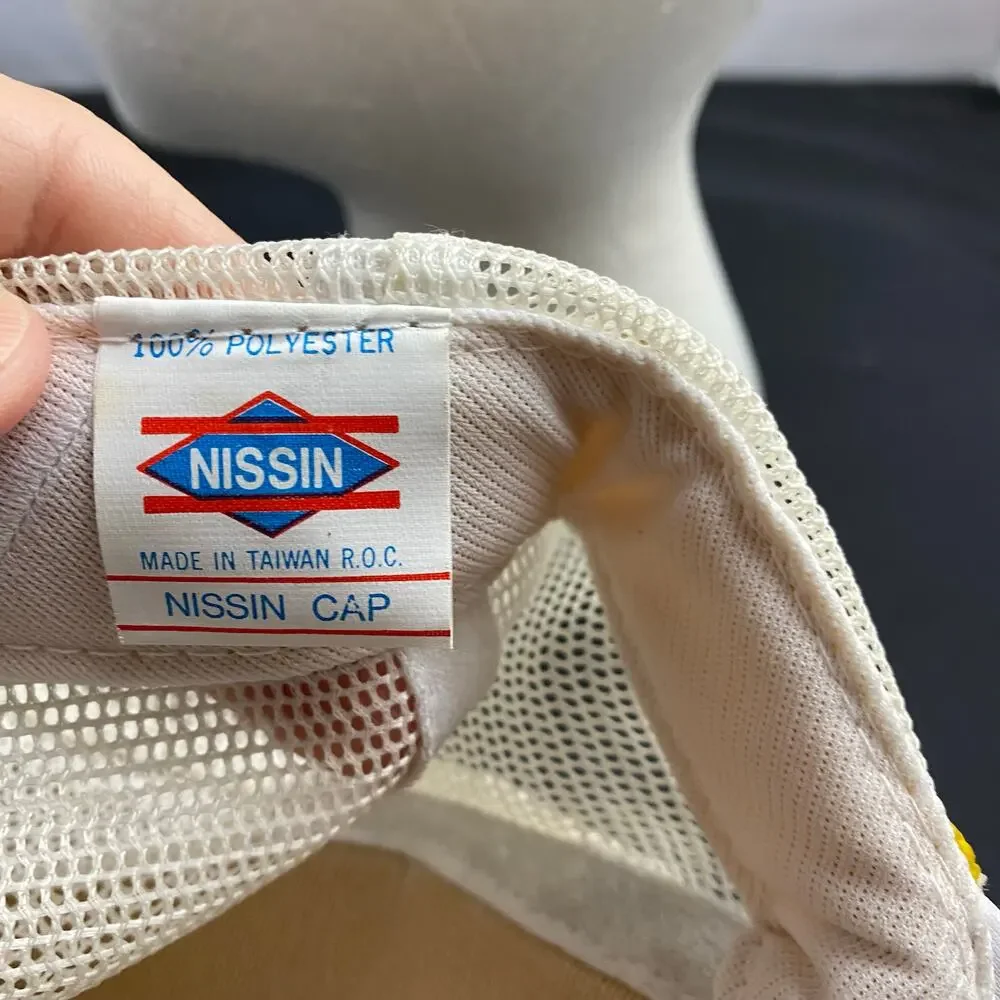 100% POLYESTER
NISSIN
MADE IN TAIWAN R.O.C.
NISSIN CAP